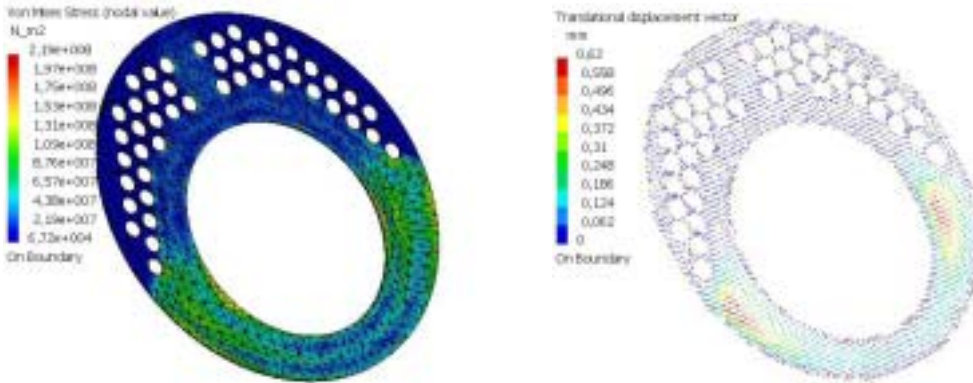 Von Mises Stress (nodal value)
N_m2
2,19e+008
1,97e+008
1,75e+008
1,53e+008
1,31e+008
1,09e+008
8,76e+007
6,57e+007
4,38e+007
2,19e+007
6,72e+004
On Boundary
Translational displacement vector
mm
0,62
0,558
0,496
0,434
0,372
0,31
0,248
0,186
0,124
0,062
0
On Boundary